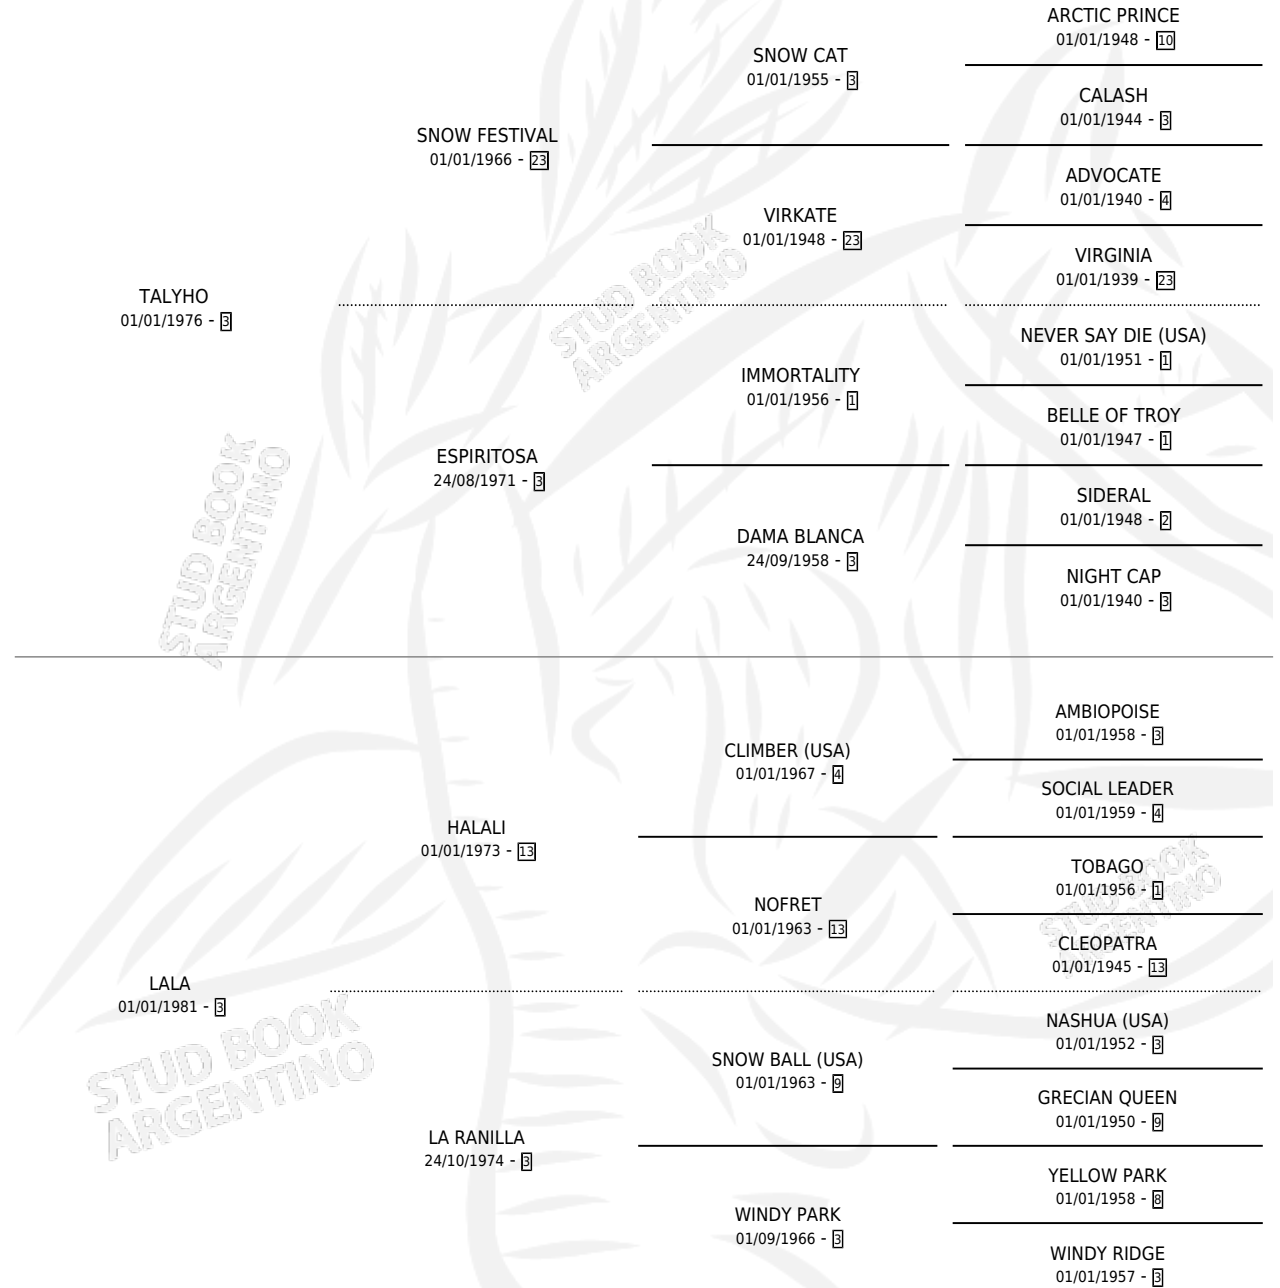 ARCTIC PRINCE
01/01/1948 - 10
SNOW CAT
01/01/1955 - 3
CALASH
01/01/1944 - 3
SNOW FESTIVAL
01/01/1966 - 23
ADVOCATE
01/01/1940 - 4
VIRKATE
01/01/1948 - 23
VIRGINIA
01/01/1939 - 23
TALYHO
01/01/1976 - 3
NEVER SAY DIE (USA)
01/01/1951 - 1
IMMORTALITY
01/01/1956 - 1
BELLE OF TROY
01/01/1947 - 1
ESPIRITOSA
24/08/1971 - 3
SIDERAL
01/01/1948 - 2
DAMA BLANCA
24/09/1958 - 3
NIGHT CAP
01/01/1940 - 3
STUD BOOK
ARGENTINO
STUD BOOK
ARGENTINO
AMBIOPOISE
01/01/1958 - 3
CLIMBER (USA)
01/01/1967 - 4
SOCIAL LEADER
01/01/1959 - 4
HALALI
01/01/1973 - 13
TOBAGO
01/01/1956 - 1
NOFRET
01/01/1963 - 13
CLEOPATRA
01/01/1945 - 13
LALA
01/01/1981 - 3
NASHUA (USA)
01/01/1952 - 3
SNOW BALL (USA)
01/01/1963 - 9
GRECIAN QUEEN
01/01/1950 - 9
LA RANILLA
24/10/1974 - 3
YELLOW PARK
01/01/1958 - 8
WINDY PARK
01/09/1966 - 3
WINDY RIDGE
01/01/1957 - 3
STUD BOOK
ARGENTINO
STUD BOOK
ARGENTINO